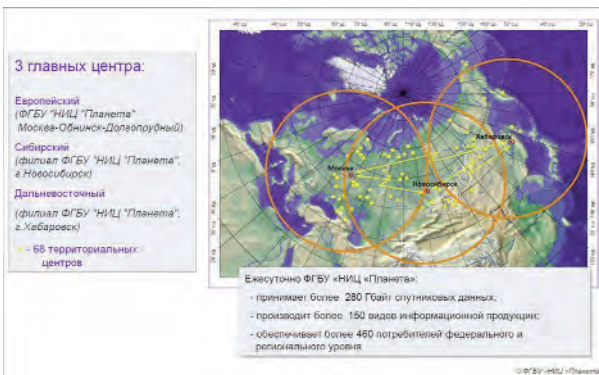 3 главных центра:
Европейский
(ФГБУ "НИЦ "Планета"
Москва-Обнинск-Долгопрудный)
Сибирский
(филиал ФГБУ "НИЦ "Планета",
г.Новосибирск)
Дальневосточный
(филиал ФГБУ "НИЦ "Планета",
г.Хабаровск)
- 68 территориальных
центров
Москва
Новосибирск
Хабаровск
Ежесуточно ФГБУ «НИЦ «Планета»:
- принимает более 280 Гбайт спутниковых данных;
- производит более 150 видов информационной продукции;
- обеспечивает более 460 потребителей федерального и
регионального уровня
© ФГБУ «НИЦ «Планета»